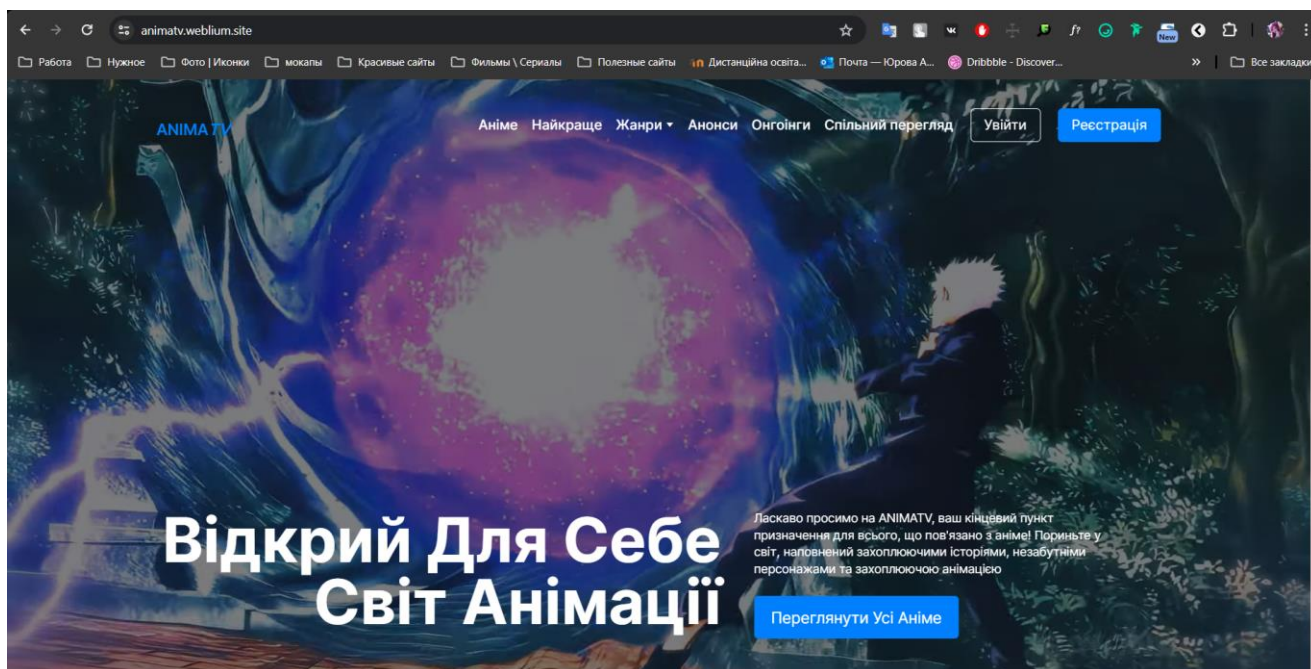 animatv.weblium.site
New
Работа Нужное Фото | Иконки мокапы Красивые сайты Фильмы \ Сериалы Полезные сайты Дистанційна освіта... Почта — Юрова А... Dribbble - Discover... » Все закладки
ANIMATV Аніме Найкраще Жанри Анонси Онгоінги Спільний перегляд Увійти Реєстрація
Відкрий Для Себе
Світ Анімації
Ласкаво просимо на ANIMATV, ваш кінцевий пункт
призначення для всього, що пов'язано з аніме! Пориньте у
світ, наповнений захоплюючими історіями, незабутніми
персонажами та захоплюючою анімацією
Переглянути Усі Аніме